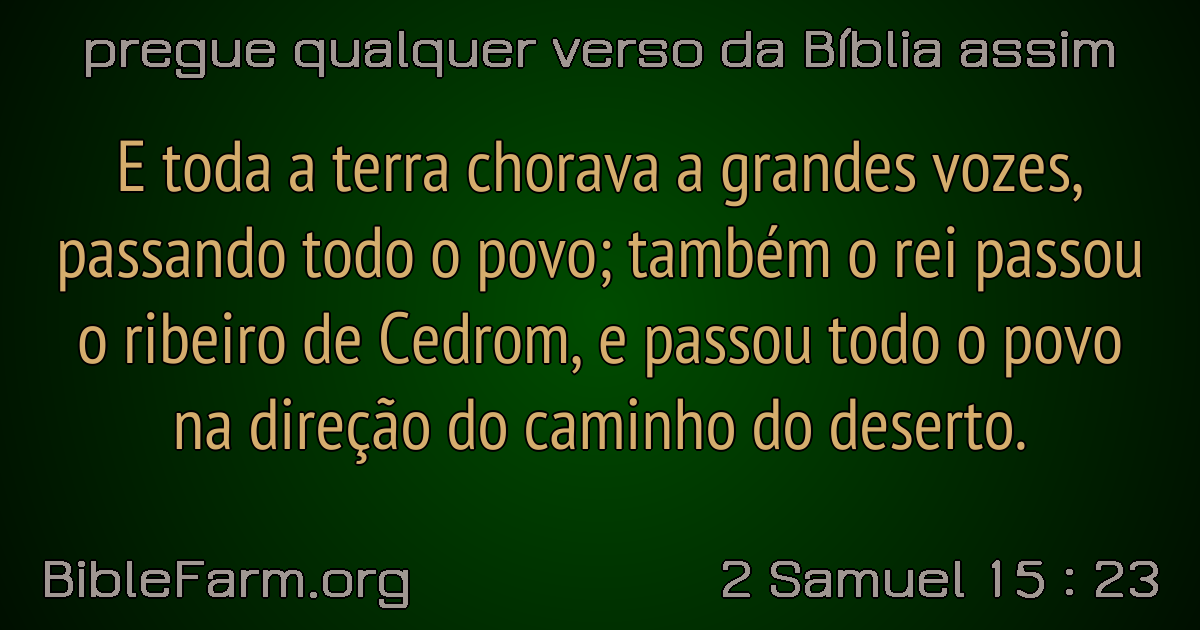 pregue qualquer verso da Bíblia assim
E toda a terra chorava a grandes vozes,
passando todo o povo; também o rei passou
o ribeiro de Cedrom, e passou todo o povo
na direção do caminho do deserto.
BibleFarm.org
2 Samuel 15 : 23